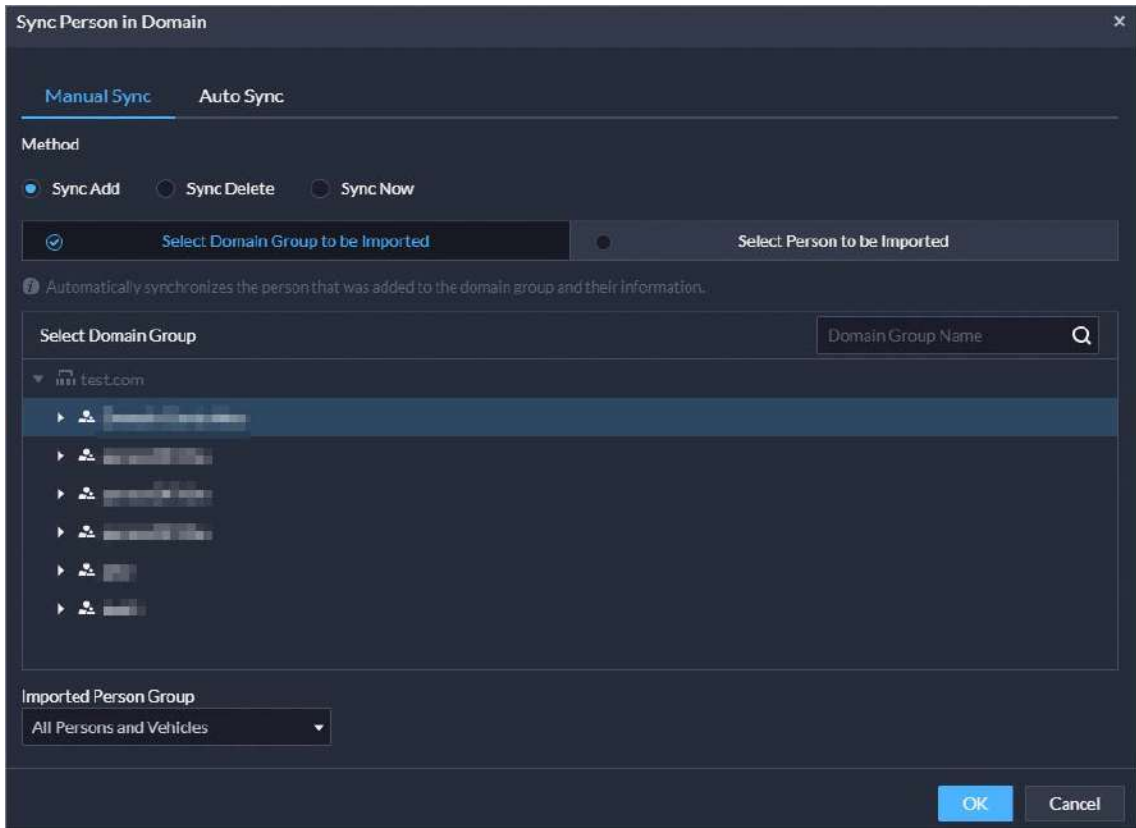 Sync Person in Domain
Manual Sync Auto Sync
Method
Sync Add Sync Delete Sync Now
Select Domain Group to be Imported Select Person to be Imported
Automatically synchronizes the person that was added to the domain group and their information.
Select Domain Group Domain Group Name
test.com
Imported Person Group
All Persons and Vehicles
OK Cancel